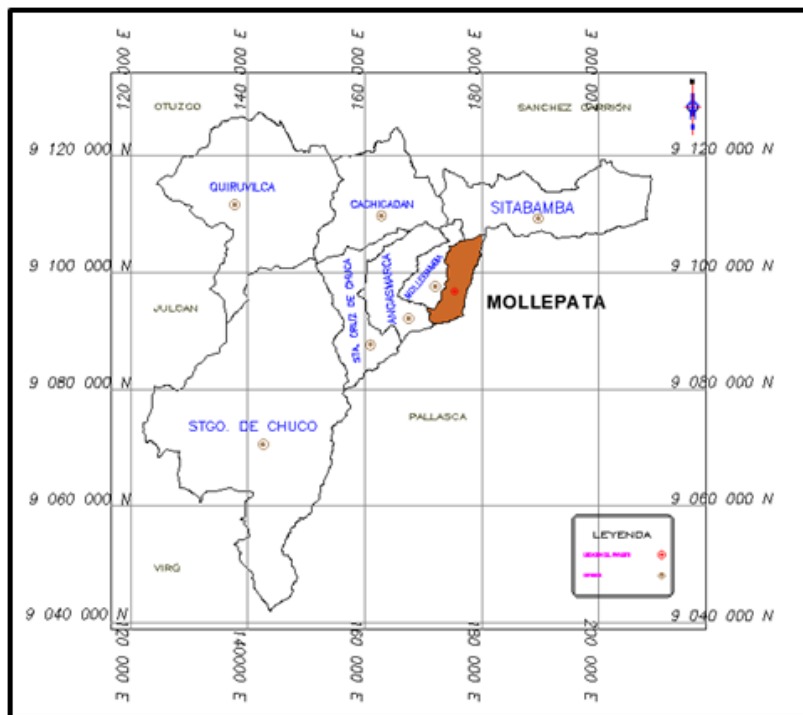 120 000 E
140 000 E
160 000 E
180 000 E
OTUZCO
SANCHEZ CARRIÓN
N
9 120 000 N
9 120 000 N
QUIRUVILCA
CACHICADAN
SITABAMBA
9 100 000 N
9 100 000 N
STA. CRUZ DE CHUCA
ANGASMARCA
MOLLEBAMBA
MOLLEPATA
JULCAN
9 080 000 N
9 080 000 N
PALLASCA
STGO. DE CHUCO
9 060 000 N
9 060 000 N
LEYENDA
VIRÚ
9 040 000 N
9 040 000 N
120 000 E
140000 E
160 000 E
180 000 E
200 000 E